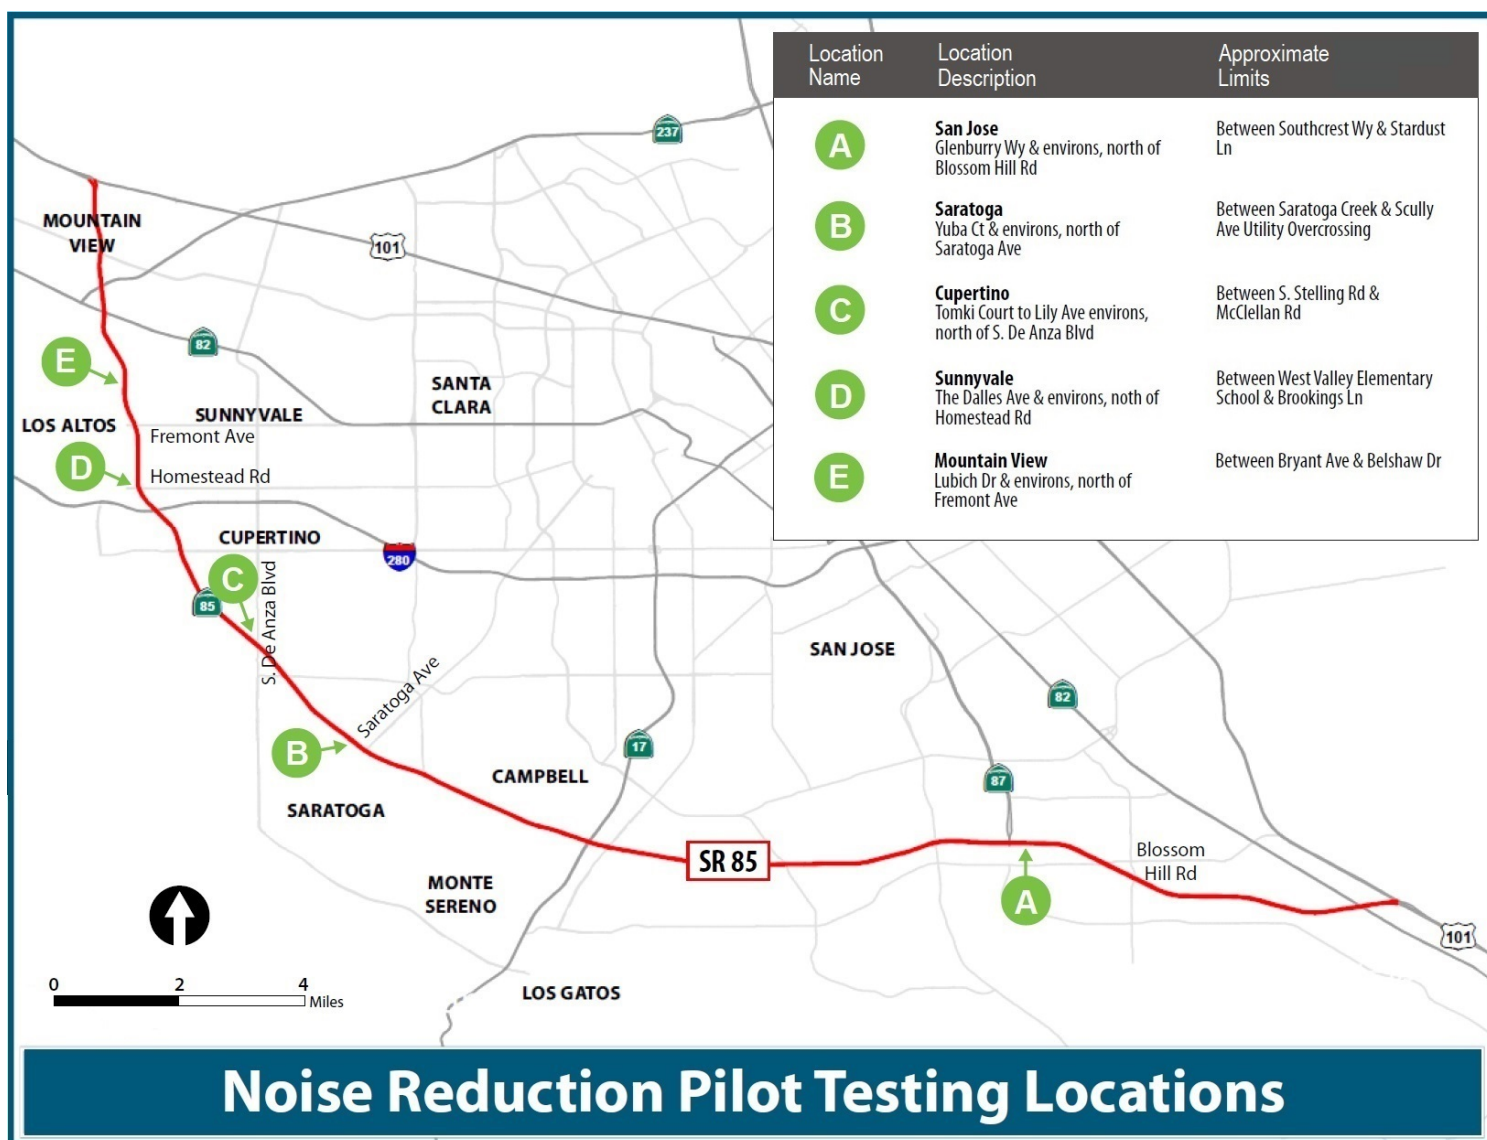 Location Name
Location Description
Approximate Limits
A
San Jose
Glenburry Wy & environs, north of
Blossom Hill Rd
Between Southcrest Wy & Stardust
Ln
B
Saratoga
Yuba Ct & environs, north of
Saratoga Ave
Between Saratoga Creek & Scully
Ave Utility Overcrossing
C
Cupertino
Tomki Court to Lily Ave environs,
north of S. De Anza Blvd
Between S. Stelling Rd &
McClellan Rd
D
Sunnyvale
The Dalles Ave & environs, noth of
Homestead Rd
Between West Valley Elementary
School & Brookings Ln
E
Mountain View
Lubich Dr & environs, north of
Fremont Ave
Between Bryant Ave & Belshaw Dr
237
MOUNTAIN
VIEW
101
82
E
SANTA
CLARA
SUNNYVALE
LOS ALTOS
Fremont Ave
D
Homestead Rd
CUPERTINO
280
C
85
S. De Anza Blvd
SAN JOSE
Saratoga Ave
82
B
17
CAMPBELL
87
SARATOGA
SR 85
Blossom
Hill Rd
MONTE
SERENO
A
101
LOS GATOS
0 2 4
Miles
Noise Reduction Pilot Testing Locations